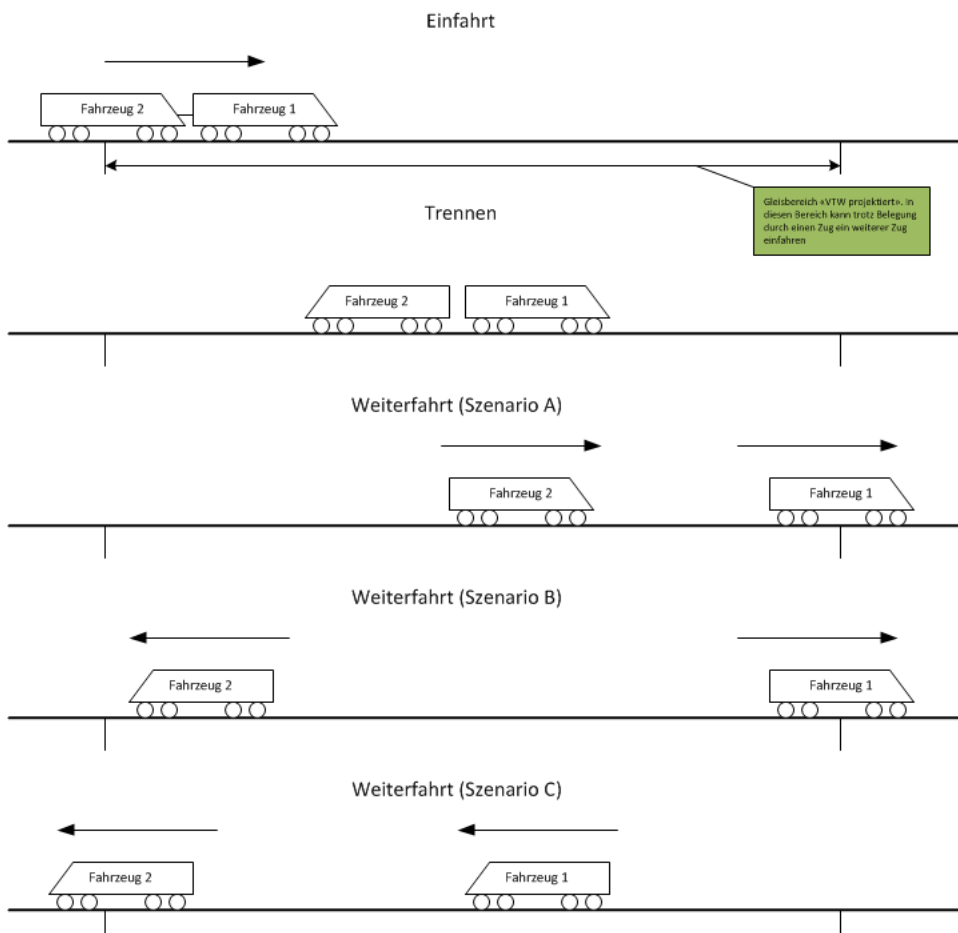 Einfahrt
Fahrzeug 2
Fahrzeug 1
Gleisbereich «VTW projektiert». In
diesen Bereich kann trotz Belegung
durch einen Zug ein weiterer Zug
einfahren
Trennen
Fahrzeug 2
Fahrzeug 1
Weiterfahrt (Szenario A)
Fahrzeug 2
Fahrzeug 1
Weiterfahrt (Szenario B)
Fahrzeug 2
Fahrzeug 1
Weiterfahrt (Szenario C)
Fahrzeug 2
Fahrzeug 1